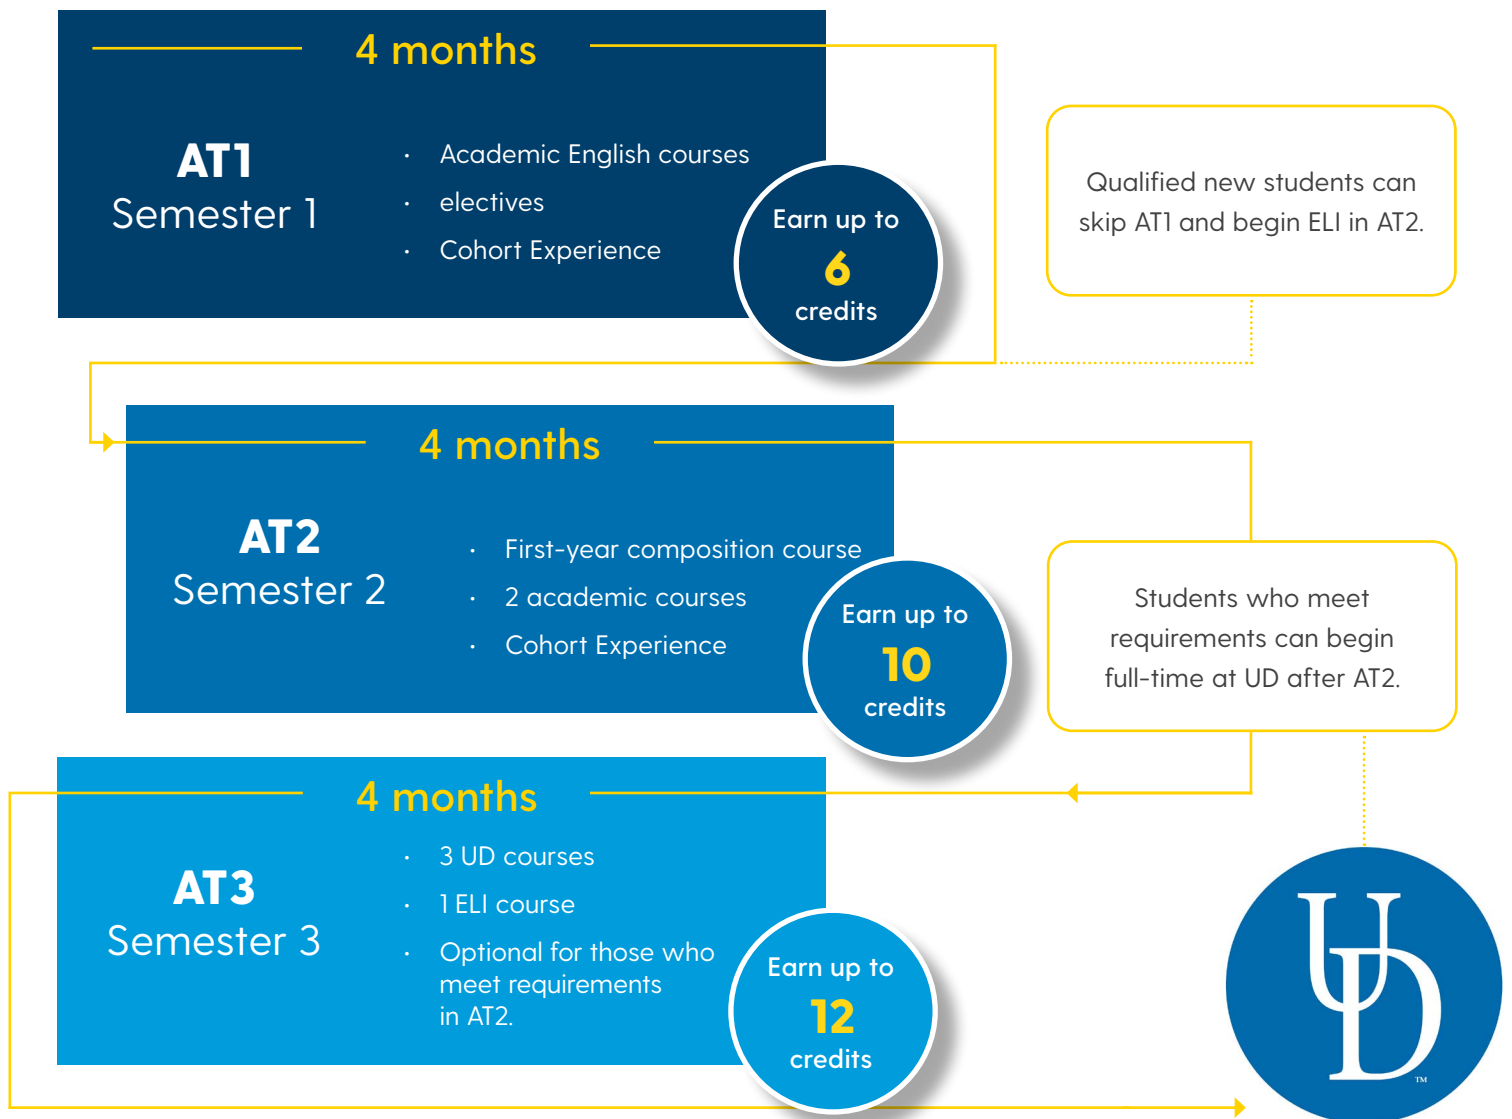 4 months
AT1
Semester 1
· Academic English courses
· electives
· Cohort Experience
Earn up to
6
credits
Qualified new students can
skip AT1 and begin ELI in AT2.
4 months
AT2
Semester 2
· First-year composition course
· 2 academic courses
· Cohort Experience
Earn up to
10
credits
Students who meet
requirements can begin
full-time at UD after AT2.
4 months
AT3
Semester 3
· 3 UD courses
· 1 ELI course
· Optional for those who
meet requirements
in AT2.
Earn up to
12
credits
UD
TM